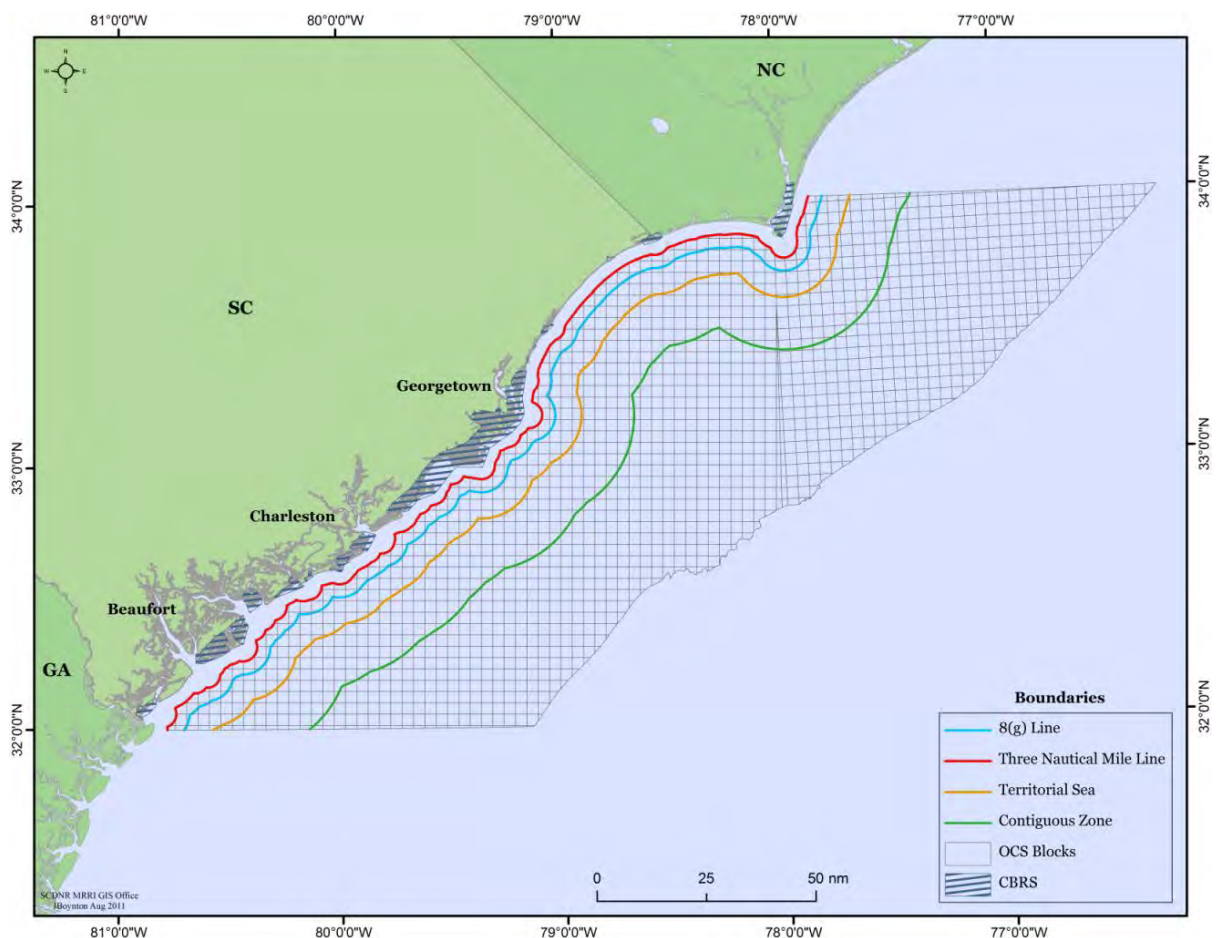 81°0'0"W 80°0'0"W 79°0'0"W 78°0'0"W 77°0'0"W
N
W E
S
NC
34°0'0"N 34°0'0"N
SC
Georgetown
33°0'0"N 33°0'0"N
Charleston
Beaufort
GA
32°0'0"N 32°0'0"N
Boundaries
8(g) Line
Three Nautical Mile Line
Territorial Sea
Contiguous Zone
OCS Blocks
CBRS
0 25 50 nm
SCDNR MRRI GIS Office
JBoynton Aug 2011
81°0'0"W 80°0'0"W 79°0'0"W 78°0'0"W 77°0'0"W